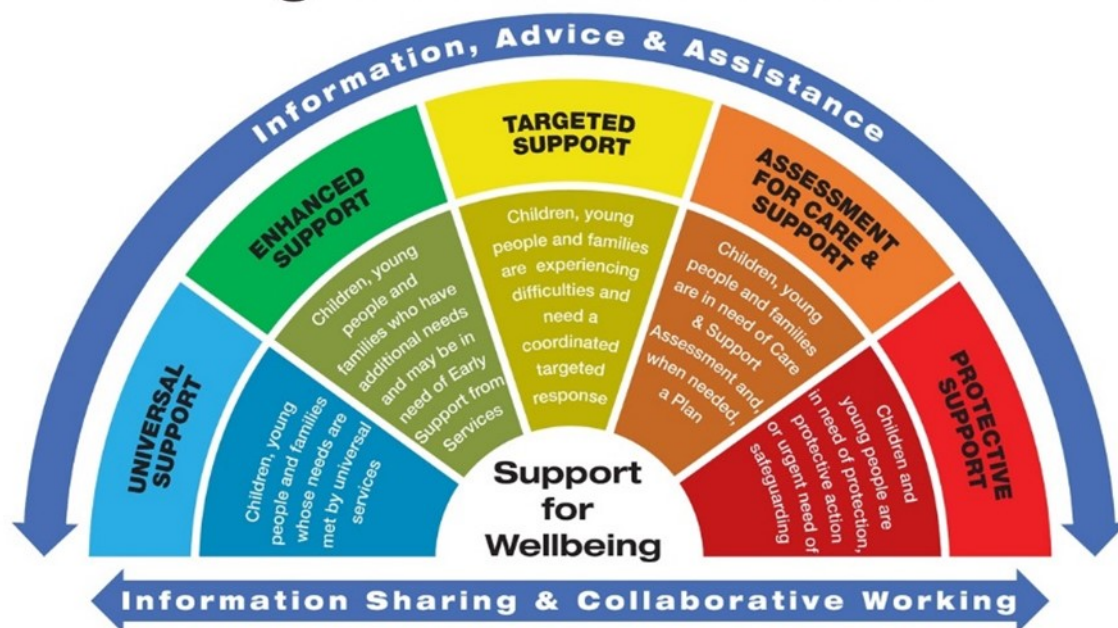 Information, Advice & Assistance
UNIVERSAL
SUPPORT
Children, young
people and families
whose needs are
met by universal
services
ENHANCED
SUPPORT
Children, young
people and
families who have
additional needs
and may be in
need of Early
Support from
Services
TARGETED
SUPPORT
Children, young
people and families
are experiencing
difficulties and
need a
coordinated
targeted
response
ASSESSMENT
FOR CARE &
SUPPORT
Children, young
people and families
are in need of Care
& Support
Assessment and,
when needed,
a Plan
PROTECTIVE
SUPPORT
Children and
young people are
in need of protection,
protective action
or urgent need of
safeguarding
Support
for
Wellbeing
Information Sharing & Collaborative Working